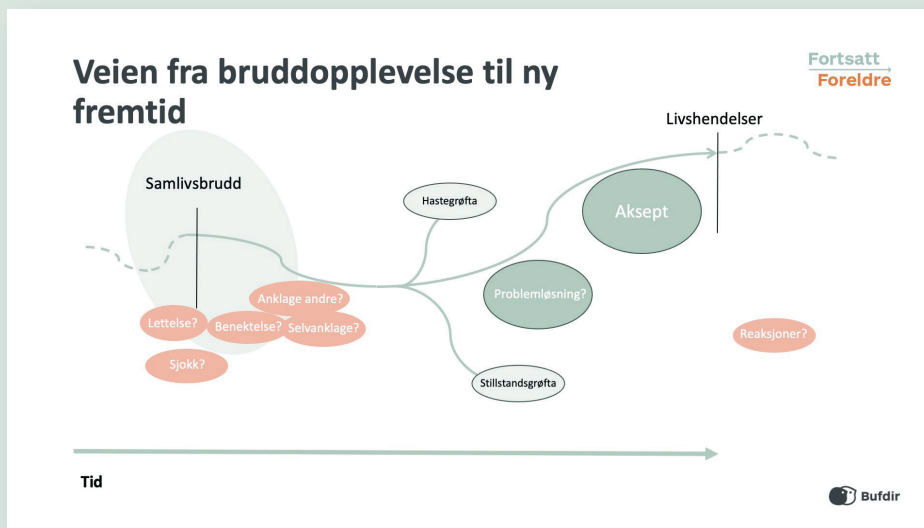 Veien fra bruddopplevelse til ny
fremtid
Fortsatt
Foreldre
Livshendelser
Samlivsbrudd
Hastegrøfta
Aksept
Anklage andre?
Problemløsning?
Lettelse?
Benektelse?
Selvanklage?
Reaksjoner?
Sjokk?
Stillstandsgrøfta
Tid
Bufdir